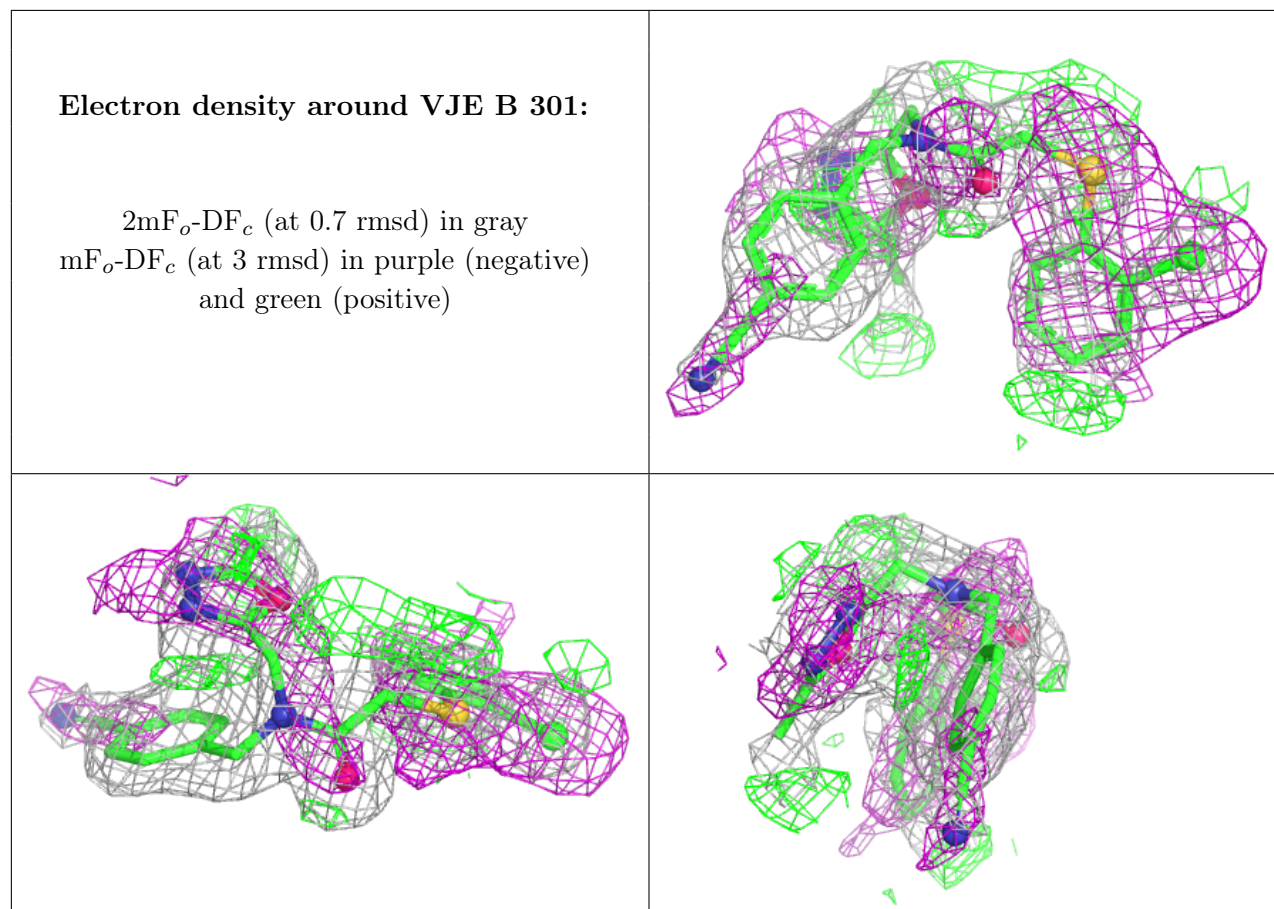 Electron density around VJE B 301:
2mFo-DFc (at 0.7 rmsd) in gray
mFo-DFc (at 3 rmsd) in purple (negative)
and green (positive)